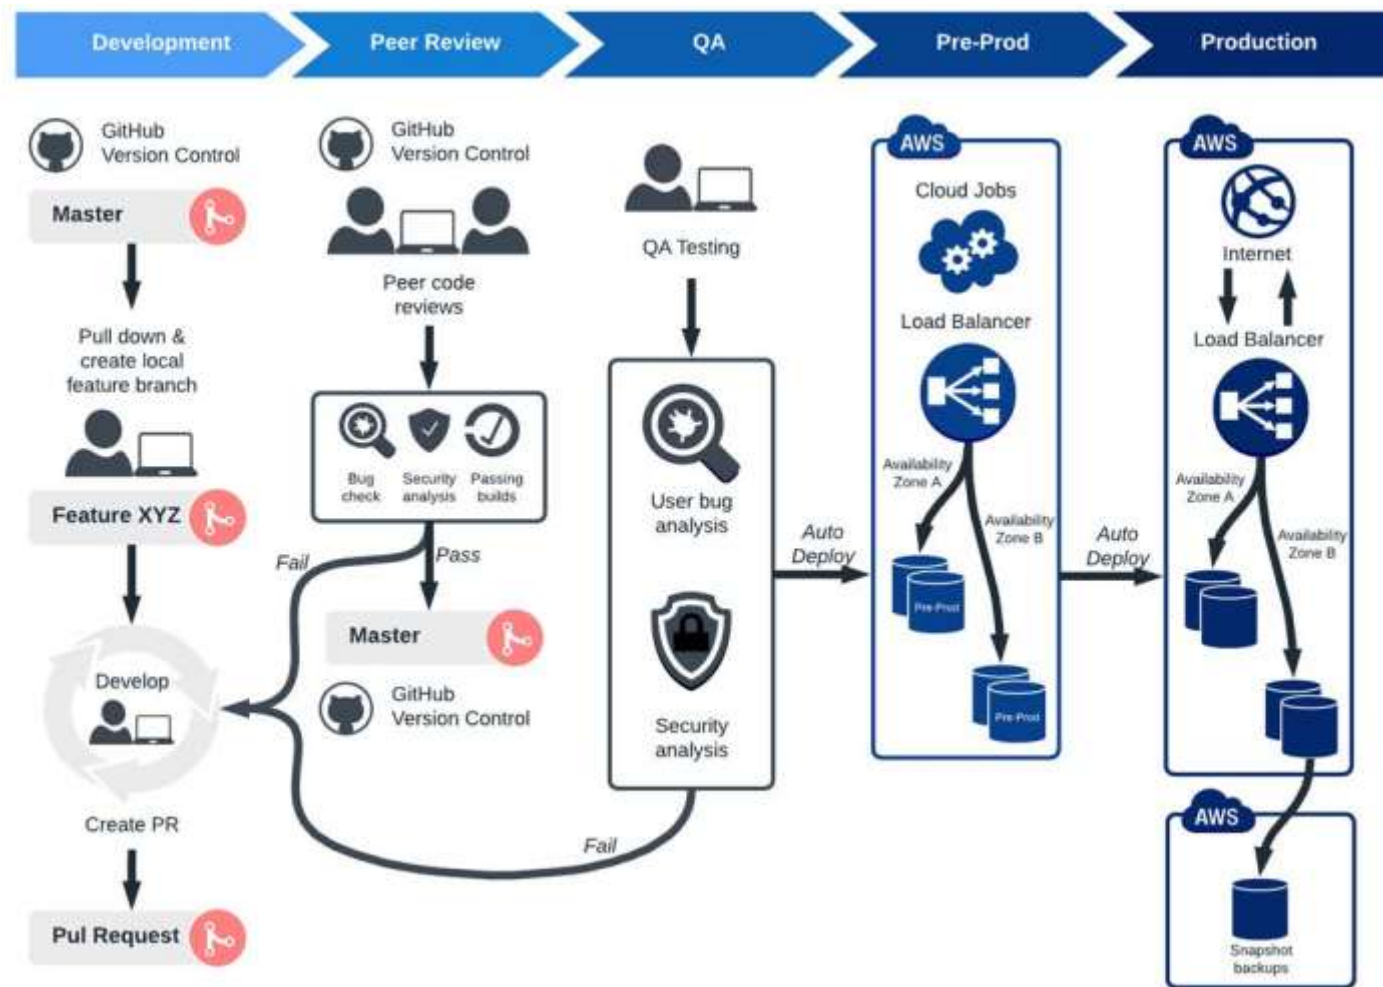 Development
Peer Review
QA
Pre-Prod
Production
GitHub
Version Control
Master
Pull down &
create local
feature branch
Feature XYZ
Develop
Create PR
Pul Request
GitHub
Version Control
Peer code
reviews
Bug
check
Security
analysis
Passing
builds
Fail
Pass
Master
GitHub
Version Control
Fail
QA Testing
User bug
analysis
Security
analysis
Auto
Deploy
AWS
Cloud Jobs
Load Balancer
Availability
Zone A
Availability
Zone B
Pre-Prod
Pre-Prod
Auto
Deploy
AWS
Internet
Load Balancer
Availability
Zone A
Availability
Zone B
AWS
Snapshot
backups